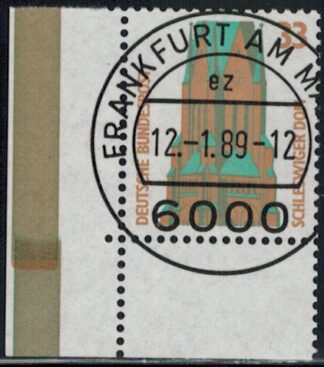 33
FRANKFURT AM M
ez
12.-1.89-12
6000
DEUTSCHE BUNDESPOST
SCHLESWIGER DOM